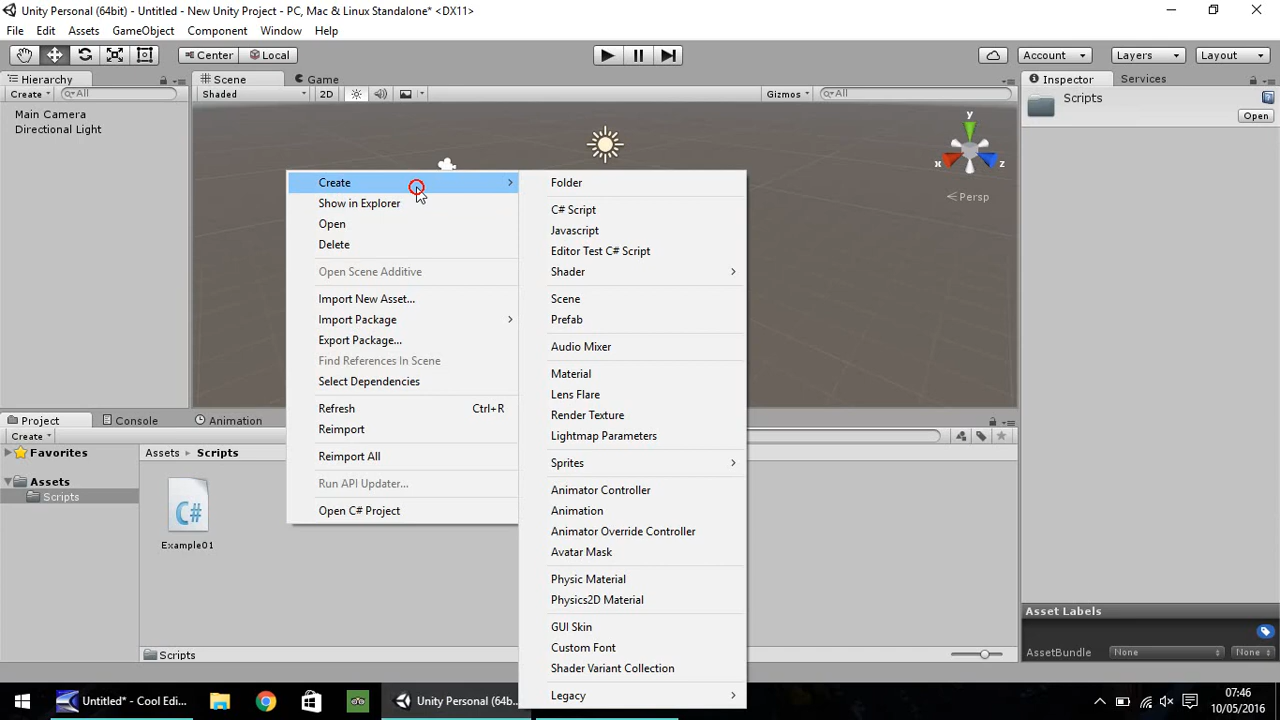 Unity Personal (64bit) - Untitled - New Unity Project - PC, Mac & Linux Standalone* <DX11>
File Edit Assets GameObject Component Window Help
Center Local Account Layers Layout
Hierarchy Scene Game Inspector Services
Create All Shaded 2D Gizmos All
Scripts
Open
Main Camera
Directional Light
y
x z
Persp
Create
Show in Explorer
Open
Delete
Open Scene Additive
Import New Asset...
Import Package
Export Package...
Find References In Scene
Select Dependencies
Refresh Ctrl+R
Reimport
Reimport All
Run API Updater...
Open C# Project
Folder
C# Script
Javascript
Editor Test C# Script
Shader
Scene
Prefab
Audio Mixer
Material
Lens Flare
Render Texture
Lightmap Parameters
Sprites
Animator Controller
Animation
Animator Override Controller
Avatar Mask
Physic Material
Physics2D Material
GUI Skin
Custom Font
Shader Variant Collection
Legacy
Project Console Animation
Create
Favorites
Assets
Scripts
Assets Scripts
C#
Example01
Scripts
Asset Labels
AssetBundle None None
Untitled* - Cool Edi...
Unity Personal (64b...
07:46
10/05/2016